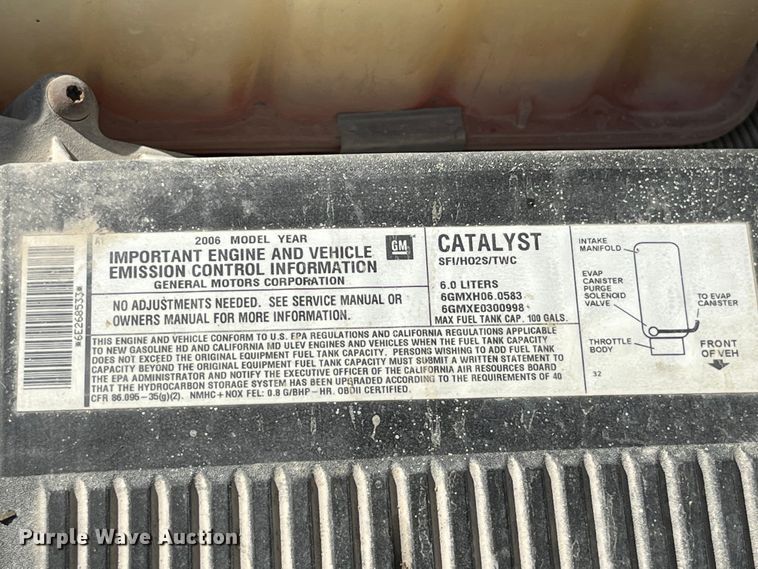 *6E268533*
A1
2006 MODEL YEAR
IMPORTANT ENGINE AND VEHICLE
EMISSION CONTROL INFORMATION
GENERAL MOTORS CORPORATION
GM
NO ADJUSTMENTS NEEDED. SEE SERVICE MANUAL OR
OWNERS MANUAL FOR MORE INFORMATION.
CATALYST
SFI/HO2S/TWC
6.0 LITERS
6GMXH06.0583
6GMXE0300998
MAX FUEL TANK CAP. 100 GALS.
THIS ENGINE AND VEHICLE CONFORM TO U.S. EPA REGULATIONS AND CALIFORNIA REGULATIONS APPLICABLE
TO NEW GASOLINE HD AND CALIFORNIA MD ULEV ENGINES AND VEHICLES WHEN THE FUEL TANK CAPACITY
DOES NOT EXCEED THE ORIGINAL EQUIPMENT FUEL TANK CAPACITY. PERSONS WISHING TO ADD FUEL TANK
CAPACITY BEYOND THE ORIGINAL EQUIPMENT FUEL TANK CAPACITY MUST SUBMIT A WRITTEN STATEMENT TO
THE EPA ADMINISTRATOR AND NOTIFY THE EXECUTIVE OFFICER OF THE CALIFORNIA AIR RESOURCES BOARD
THAT THE HYDROCARBON STORAGE SYSTEM HAS BEEN UPGRADED ACCORDING TO THE REQUIREMENTS OF 40
CFR 86.095-35(g)(2). NMHC+NOX FEL: 0.8 G/BHP-HR. OBDII CERTIFIED.
INTAKE
MANIFOLD
EVAP
CANISTER
PURGE
SOLENOID
VALVE
TO EVAP
CANISTER
THROTTLE
BODY
FRONT
OF VEH
32
Purple Wave Auction